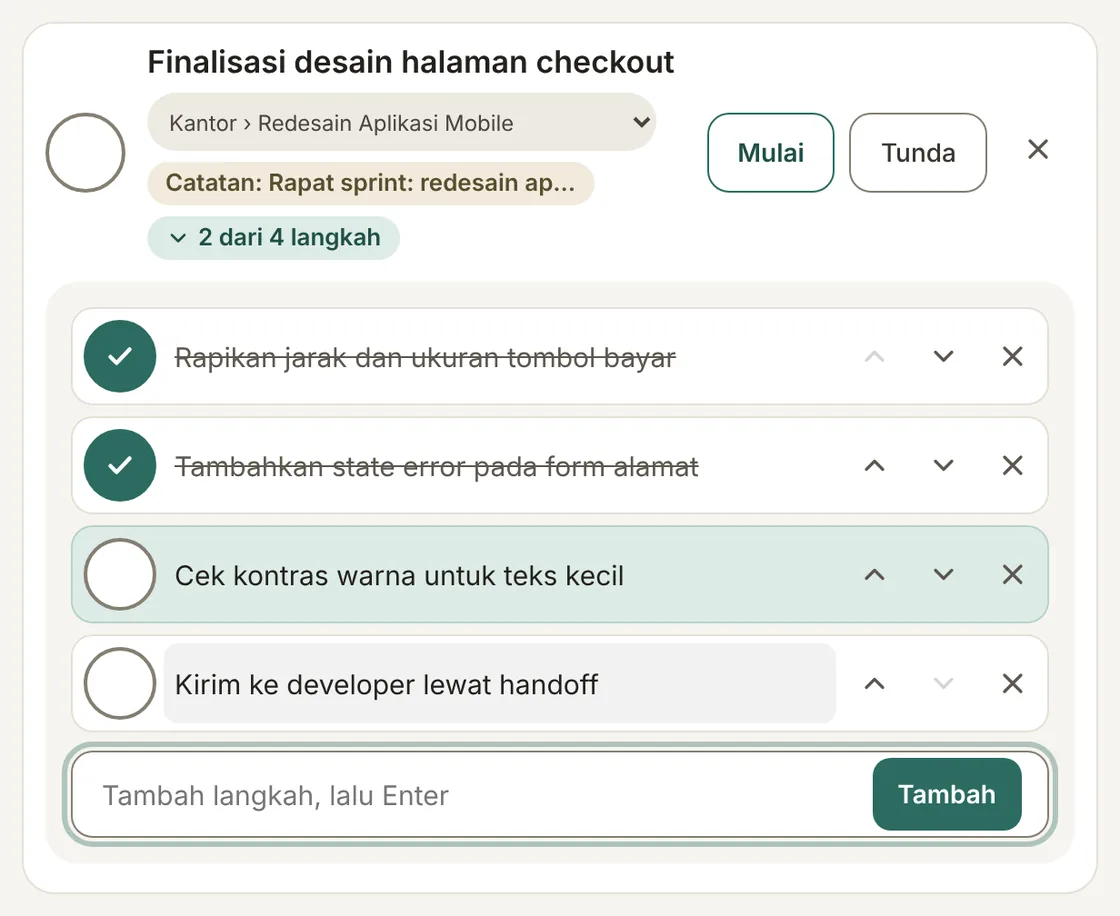 Finalisasi desain halaman checkout
Kantor › Redesain Aplikasi Mobile
Mulai
Tunda
Catatan: Rapat sprint: redesain ap...
2 dari 4 langkah
Rapikan jarak dan ukuran tombol bayar
Tambahkan state error pada form alamat
Cek kontras warna untuk teks kecil
Kirim ke developer lewat handoff
Tambah langkah, lalu Enter
Tambah